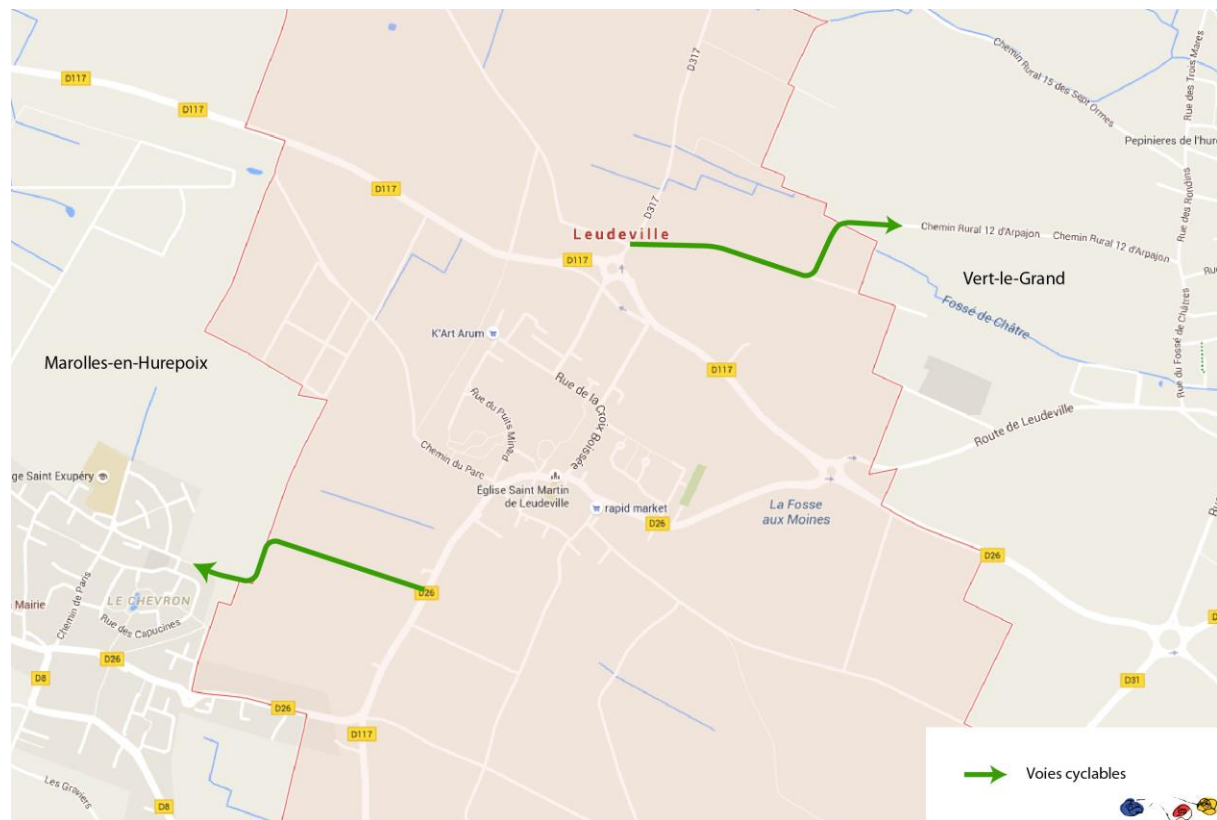 D117
D117
D317
Chemin Rural 15 des Sept Ormes
Rue des Trois Mares
Pepinieres de l'hure
D117
D317
Rue des Rondins
Leudeville
Chemin Rural 12 d'Arpajon
Chemin Rural 12 d'Arpajon
D117
Vert-le-Grand
Fossé de Châtre
Rue du Fossé de Châtres
K'Art Arum
Marolles-en-Hurepoix
D117
Rue de la Croix Boissée
Rue du Puits Minard
Route de Leudeville
Chemin du Parc
ge Saint Exupéry
Église Saint Martin
de Leudeville
rapid market
La Fosse
aux Moines
D26
D26
D26
Mairie
LE CHEVRON
Chemin de Paris
Rue des Capucines
D26
D8
D31
D26
D117
Voies cyclables
Les Graviers
D8